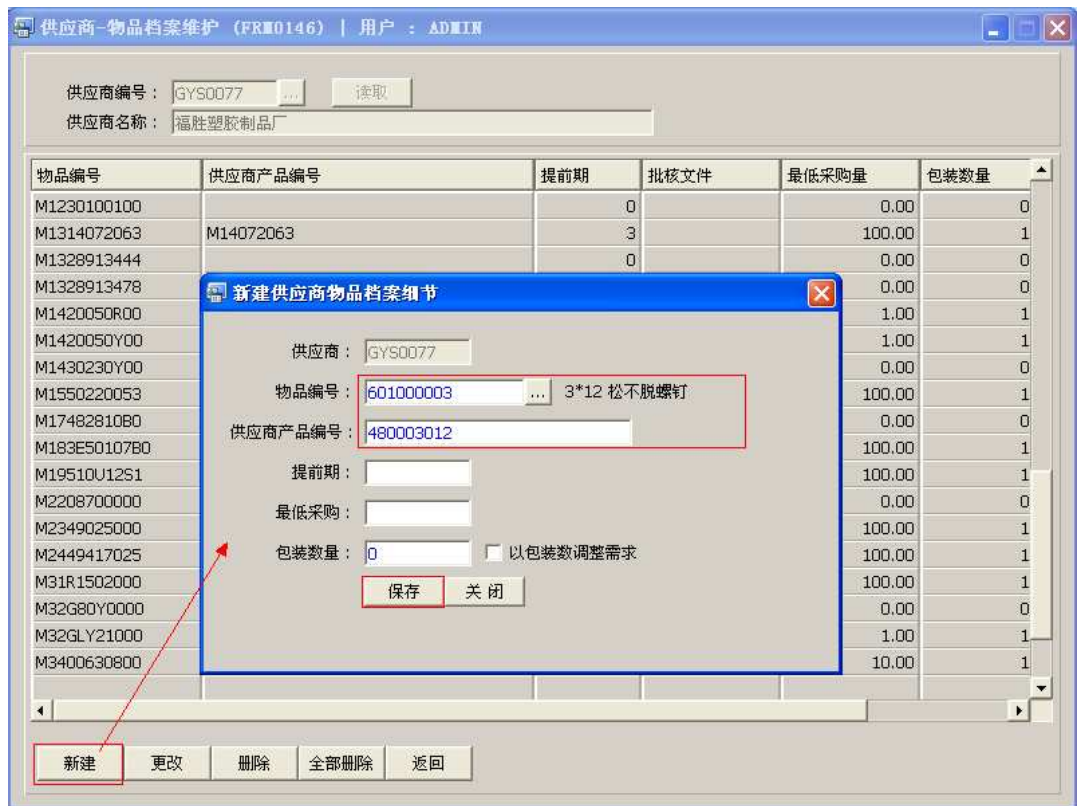 供应商-物品档案维护 (FRM0146) | 用户 : ADMIN
供应商编号： GYS0077 ... 读取
供应商名称： 福胜塑胶制品厂
物品编号 供应商产品编号 提前期 批核文件 最低采购量 包装数量
M1230100100 0 0.00 0
M1314072063 M14072063 3 100.00 1
M1328913444 0 0.00 0
M1328913478 0.00 0
M1420050R00 1.00 1
M1420050Y00 1.00 1
M1430230Y00 0.00 0
M1550220053 100.00 1
M17482810B0 0.00 0
M183E50107B0 100.00 1
M19510U12S1 100.00 1
M2208700000 0.00 0
M2349025000 100.00 1
M2449417025 100.00 1
M31R1502000 100.00 1
M32G80Y0000 0.00 0
M32GLY21000 1.00 1
M3400630800 10.00 1
新建供应商物品档案细节
供应商： GYS0077
物品编号： 601000003 ... 3*12 松不脱螺钉
供应商产品编号： 480003012
提前期：
最低采购：
包装数量： 0 以包装数调整需求
保存 关闭
新建 更改 删除 全部删除 返回